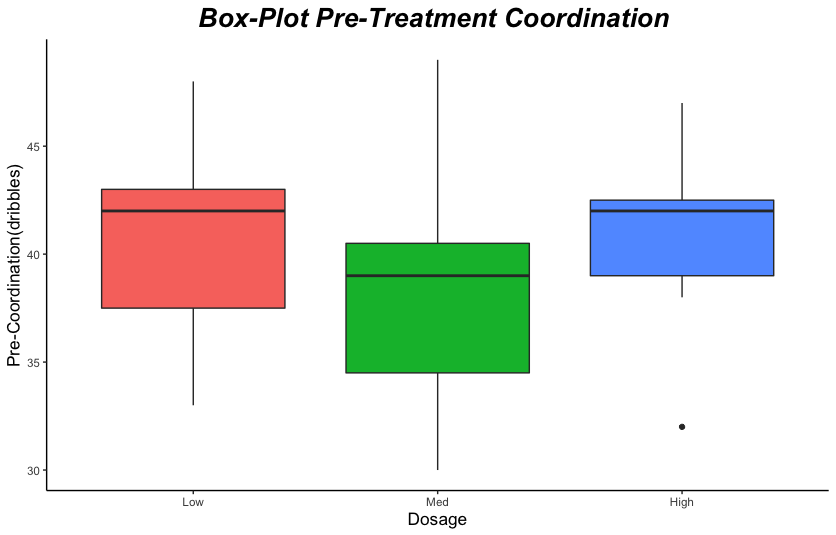 Box-Plot Pre-Treatment Coordination
Pre-Coordination(dribbles)
45
40
35
30
Low
Med
High
Dosage